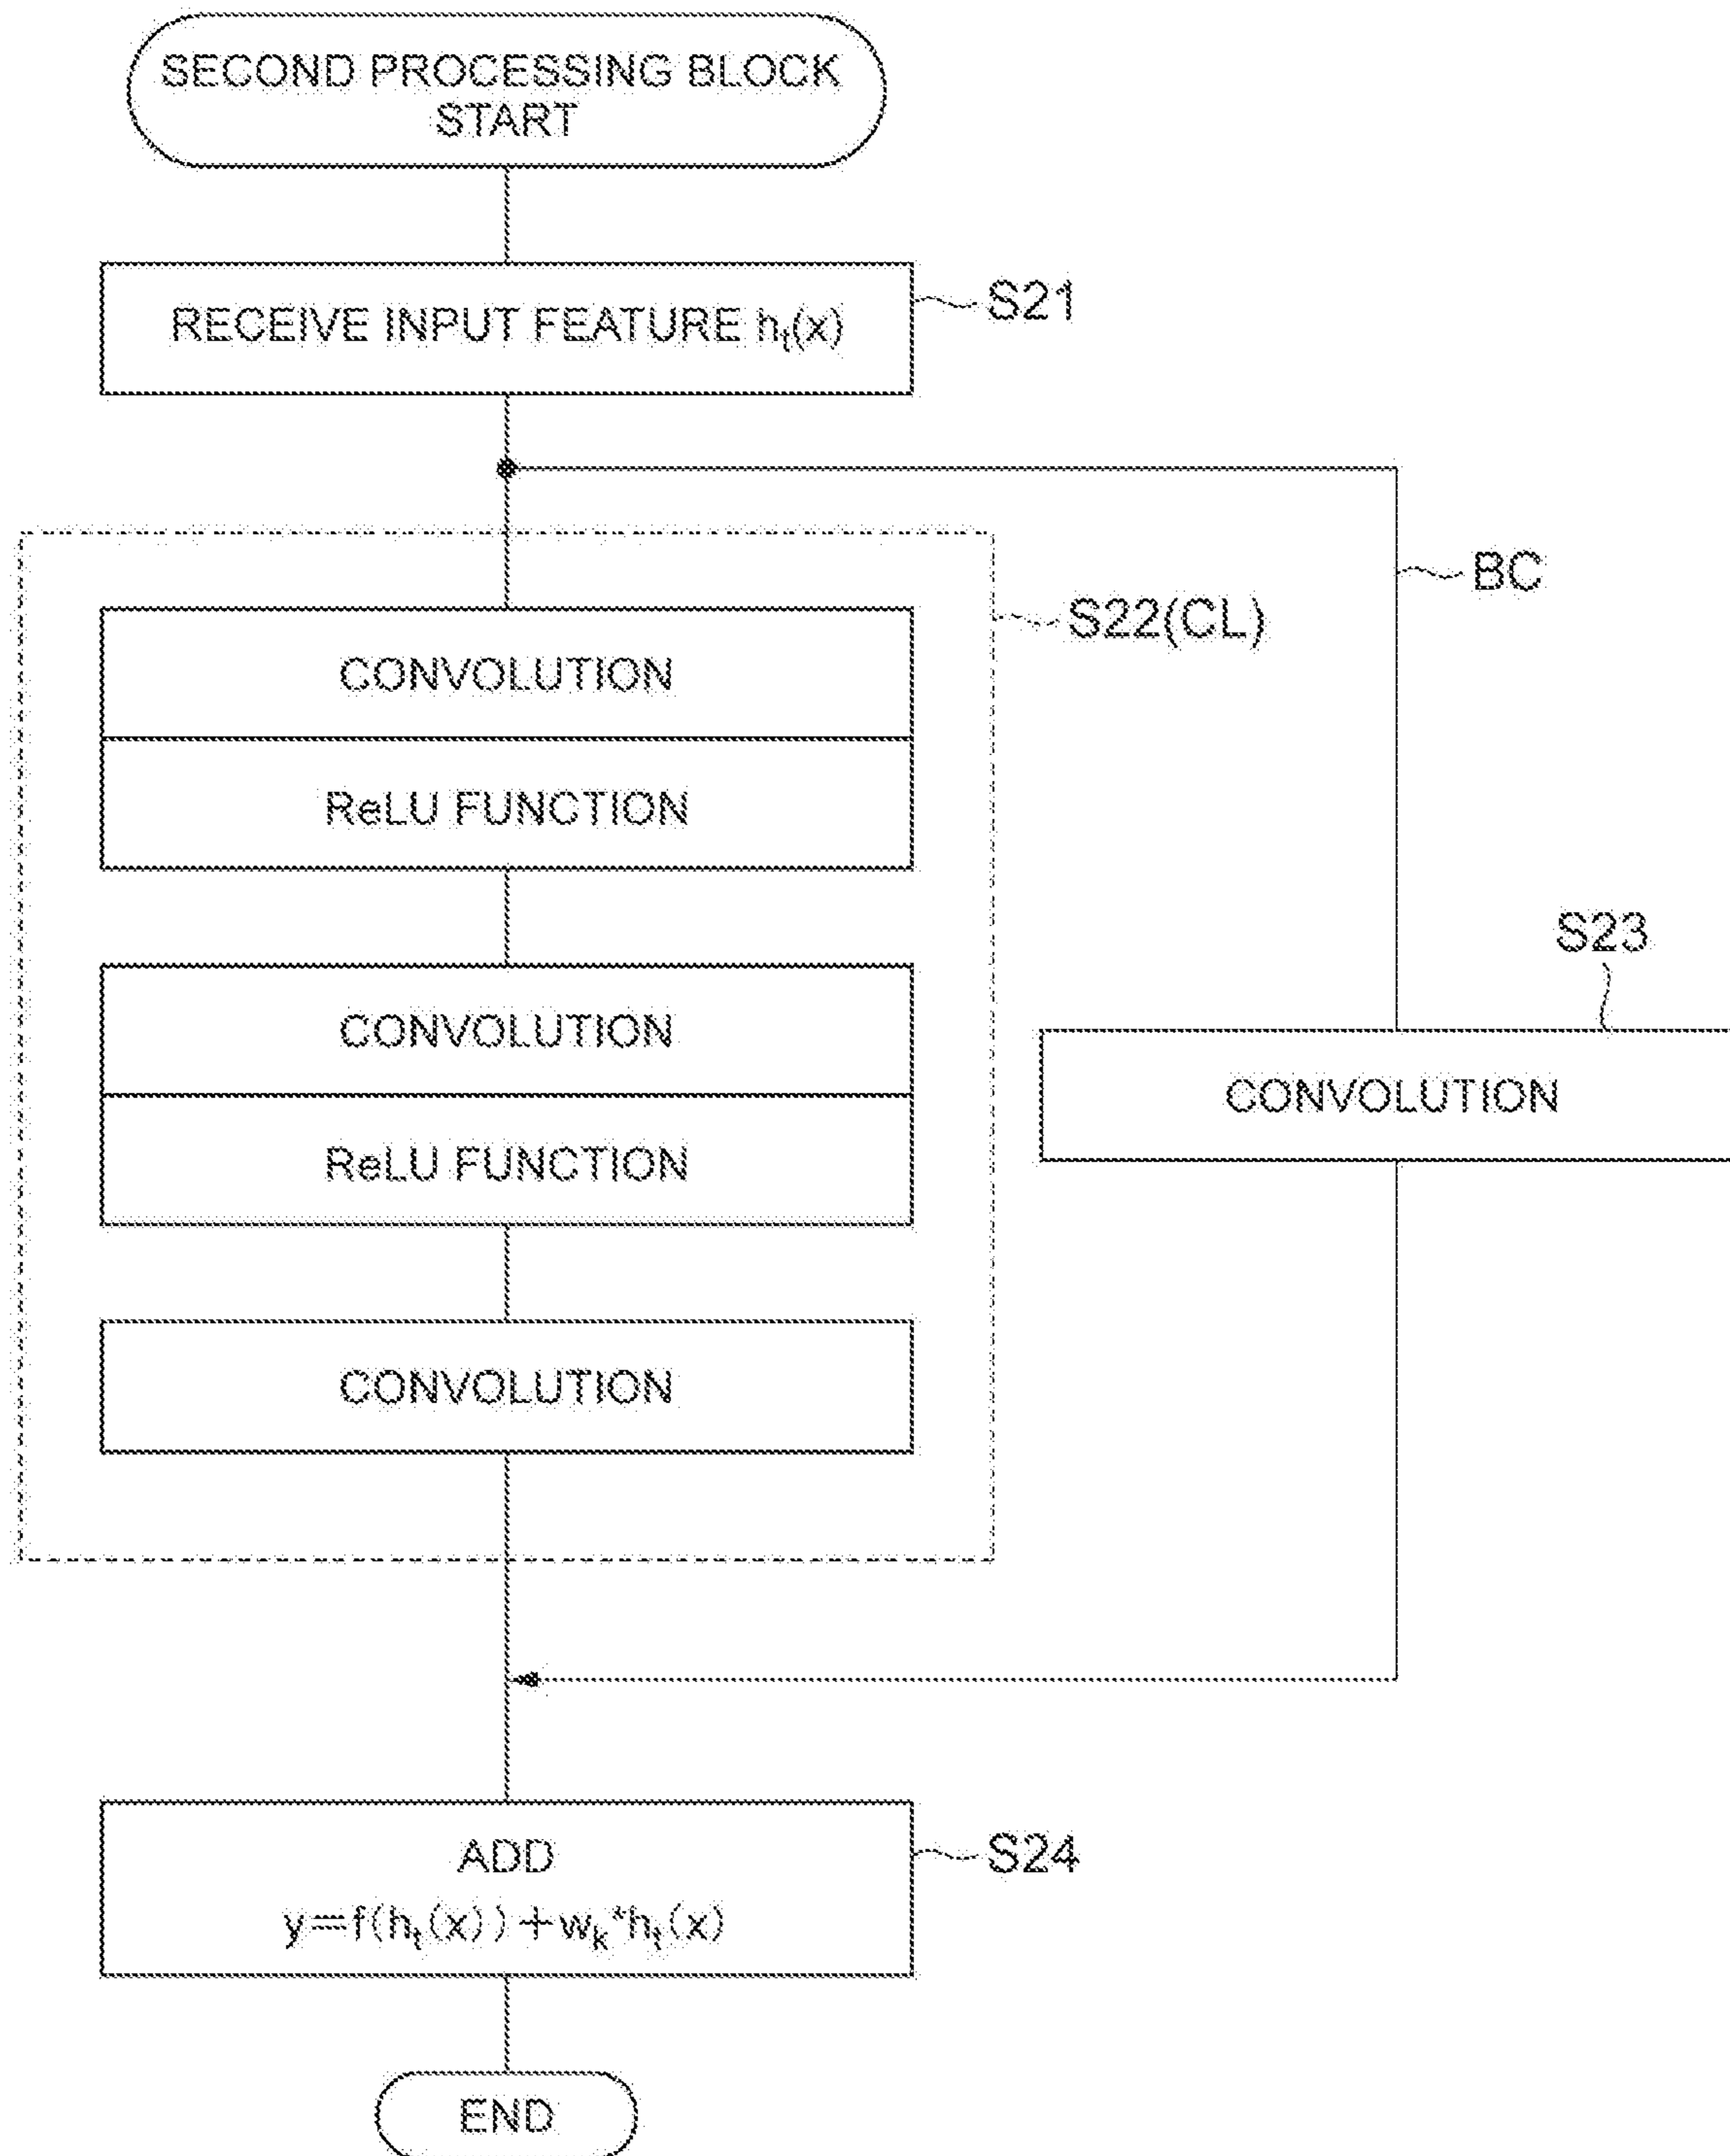 SECOND PROCESSING BLOCK
START
RECEIVE INPUT FEATURE hₜ(x)
S21
BC
S22(CL)
CONVOLUTION
ReLU FUNCTION
S23
CONVOLUTION
CONVOLUTION
ReLU FUNCTION
CONVOLUTION
ADD
y=f(hₜ(x))+wₖ*hₜ(x)
S24
END